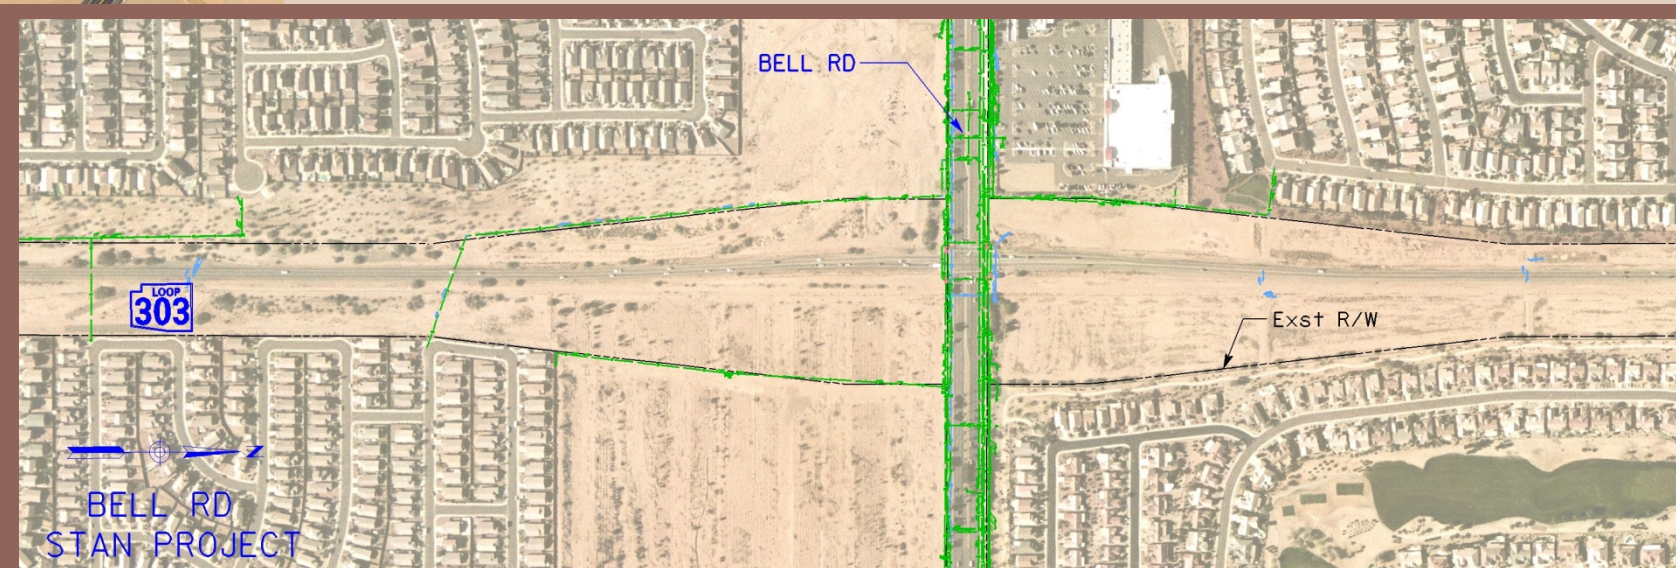 BELL RD
LOOP
303
Exst R/W
N
BELL RD
STAN PROJECT